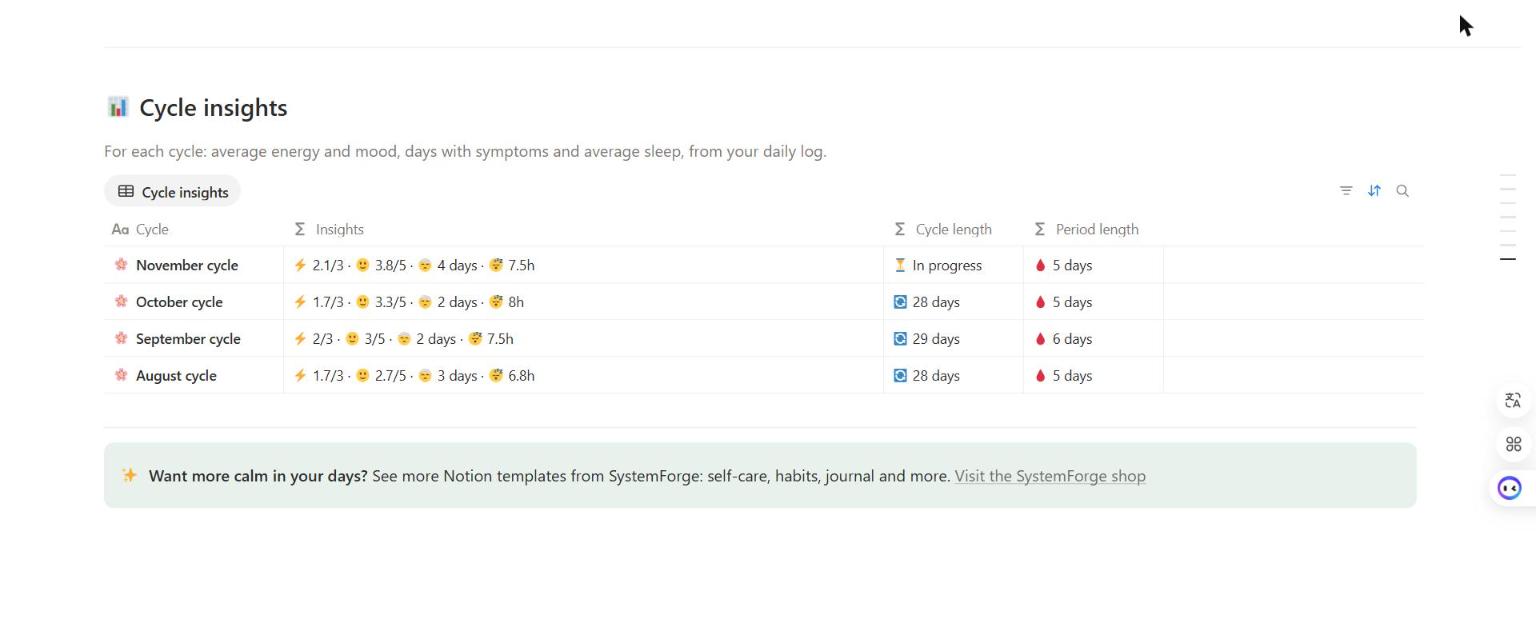 📊 Cycle insights
For each cycle: average energy and mood, days with symptoms and average sleep, from your daily log.
Cycle insights
Aa Cycle Σ Insights Σ Cycle length Σ Period length
🌸 November cycle ⚡ 2.1/3 · 🙂 3.8/5 · 🤕 4 days · 😴 7.5h ⏳ In progress 🩸 5 days
🌸 October cycle ⚡ 1.7/3 · 🙂 3.3/5 · 🤕 2 days · 😴 8h 🔄 28 days 🩸 5 days
🌸 September cycle ⚡ 2/3 · 🙂 3/5 · 🤕 2 days · 😴 7.5h 🔄 29 days 🩸 6 days
🌸 August cycle ⚡ 1.7/3 · 🙂 2.7/5 · 🤕 3 days · 😴 6.8h 🔄 28 days 🩸 5 days
✨ Want more calm in your days? See more Notion templates from SystemForge: self-care, habits, journal and more. Visit the SystemForge shop